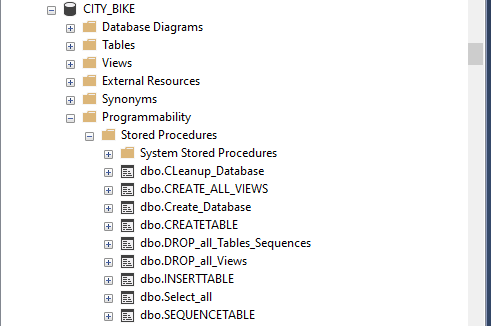 CITY_BIKE
Database Diagrams
Tables
Views
External Resources
Synonyms
Programmability
Stored Procedures
System Stored Procedures
dbo.CLeanup_Database
dbo.CREATE_ALL_VIEWS
dbo.Create_Database
dbo.CREATETABLE
dbo.DROP_all_Tables_Sequences
dbo.DROP_all_Views
dbo.INSERTTABLE
dbo.Select_all
dbo.SEQUENCETABLE